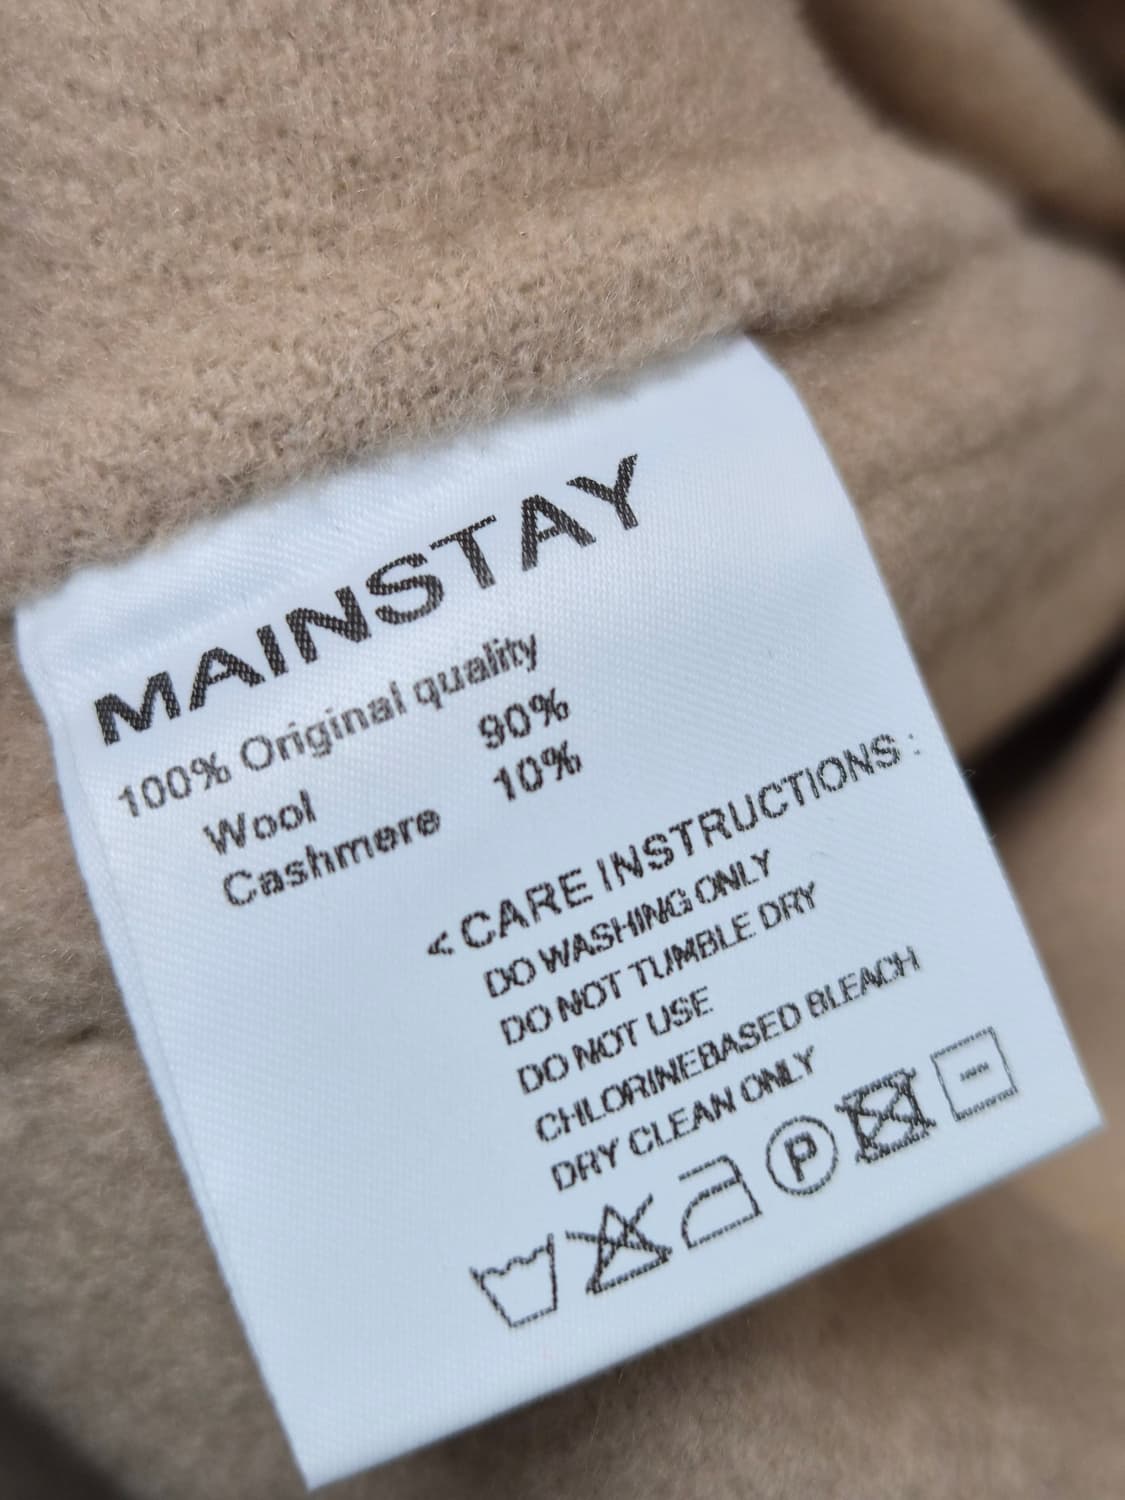 MAINSTAY
100% Original quality
Wool 90%
Cashmere 10%
< CARE INSTRUCTIONS :
DO WASHING ONLY
DO NOT TUMBLE DRY
DO NOT USE
CHLORINEBASED BLEACH
DRY CLEAN ONLY
P